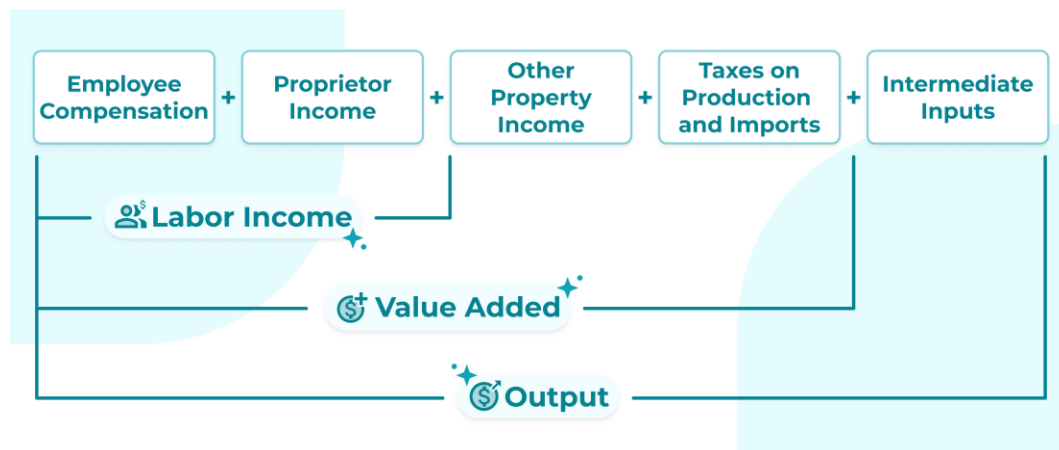 Employee
Compensation
+
Proprietor
Income
+
Other
Property
Income
+
Taxes on
Production
and Imports
+
Intermediate
Inputs
$ Labor Income
$+ Value Added
$ Output